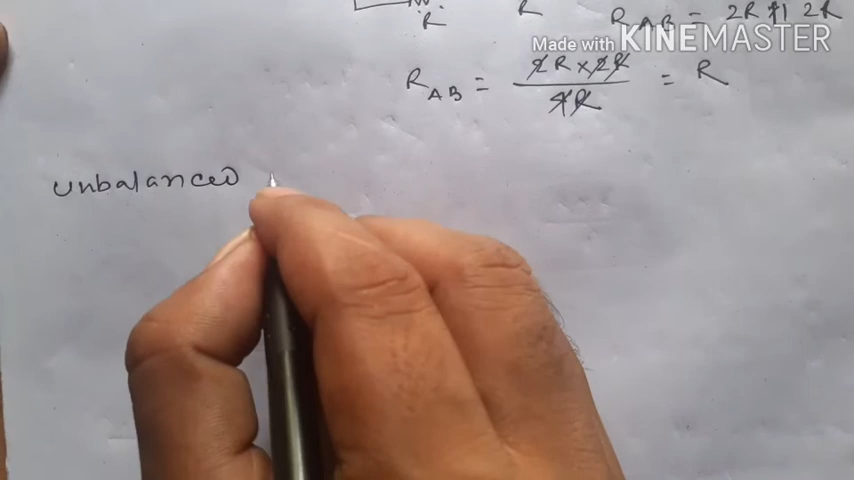 R R R_AB = 2R || 2R
Made with KINEMASTER
R_AB = 2R × 2R / 4R = R
unbalanced